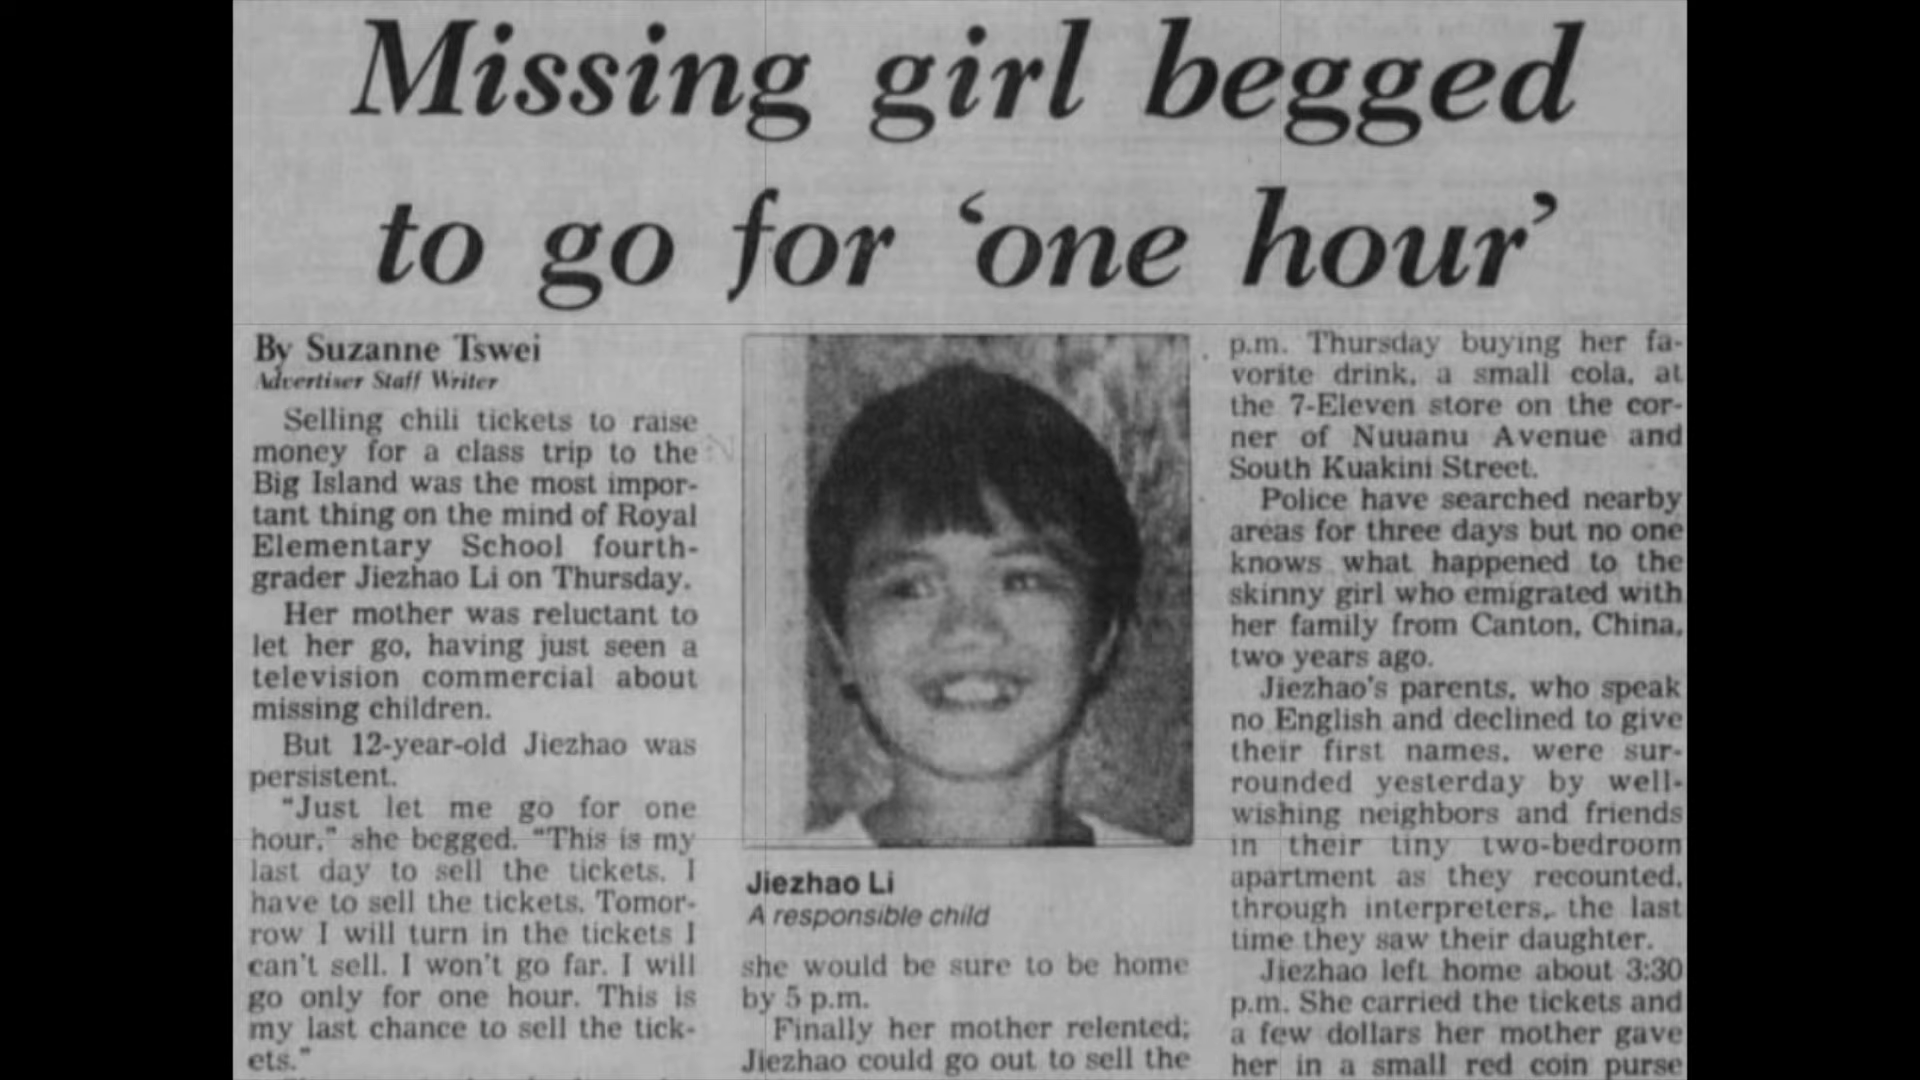 Missing girl begged
to go for ‘one hour’
By Suzanne Tswei
Advertiser Staff Writer
Selling chili tickets to raise
money for a class trip to the
Big Island was the most impor-
tant thing on the mind of Royal
Elementary School fourth-
grader Jiezhao Li on Thursday.
Her mother was reluctant to
let her go, having just seen a
television commercial about
missing children.
But 12-year-old Jiezhao was
persistent.
"Just let me go for one
hour," she begged. "This is my
last day to sell the tickets. I
have to sell the tickets. Tomor-
row I will turn in the tickets I
can't sell. I won't go far. I will
go only for one hour. This is
my last chance to sell the tick-
ets."
Jiezhao Li
A responsible child
she would be sure to be home
by 5 p.m.
Finally her mother relented;
Jiezhao could go out to sell the
p.m. Thursday buying her fa-
vorite drink, a small cola, at
the 7-Eleven store on the cor-
ner of Nuuanu Avenue and
South Kuakini Street.
Police have searched nearby
areas for three days but no one
knows what happened to the
skinny girl who emigrated with
her family from Canton, China,
two years ago.
Jiezhao's parents, who speak
no English and declined to give
their first names, were sur-
rounded yesterday by well-
wishing neighbors and friends
in their tiny two-bedroom
apartment as they recounted,
through interpreters, the last
time they saw their daughter.
Jiezhao left home about 3:30
p.m. She carried the tickets and
a few dollars her mother gave
her in a small red coin purse